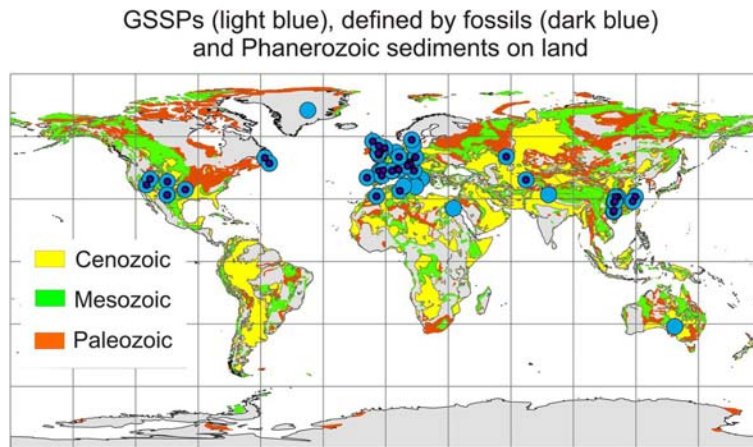 GSSPs (light blue), defined by fossils (dark blue)
and Phanerozoic sediments on land
Cenozoic
Mesozoic
Paleozoic